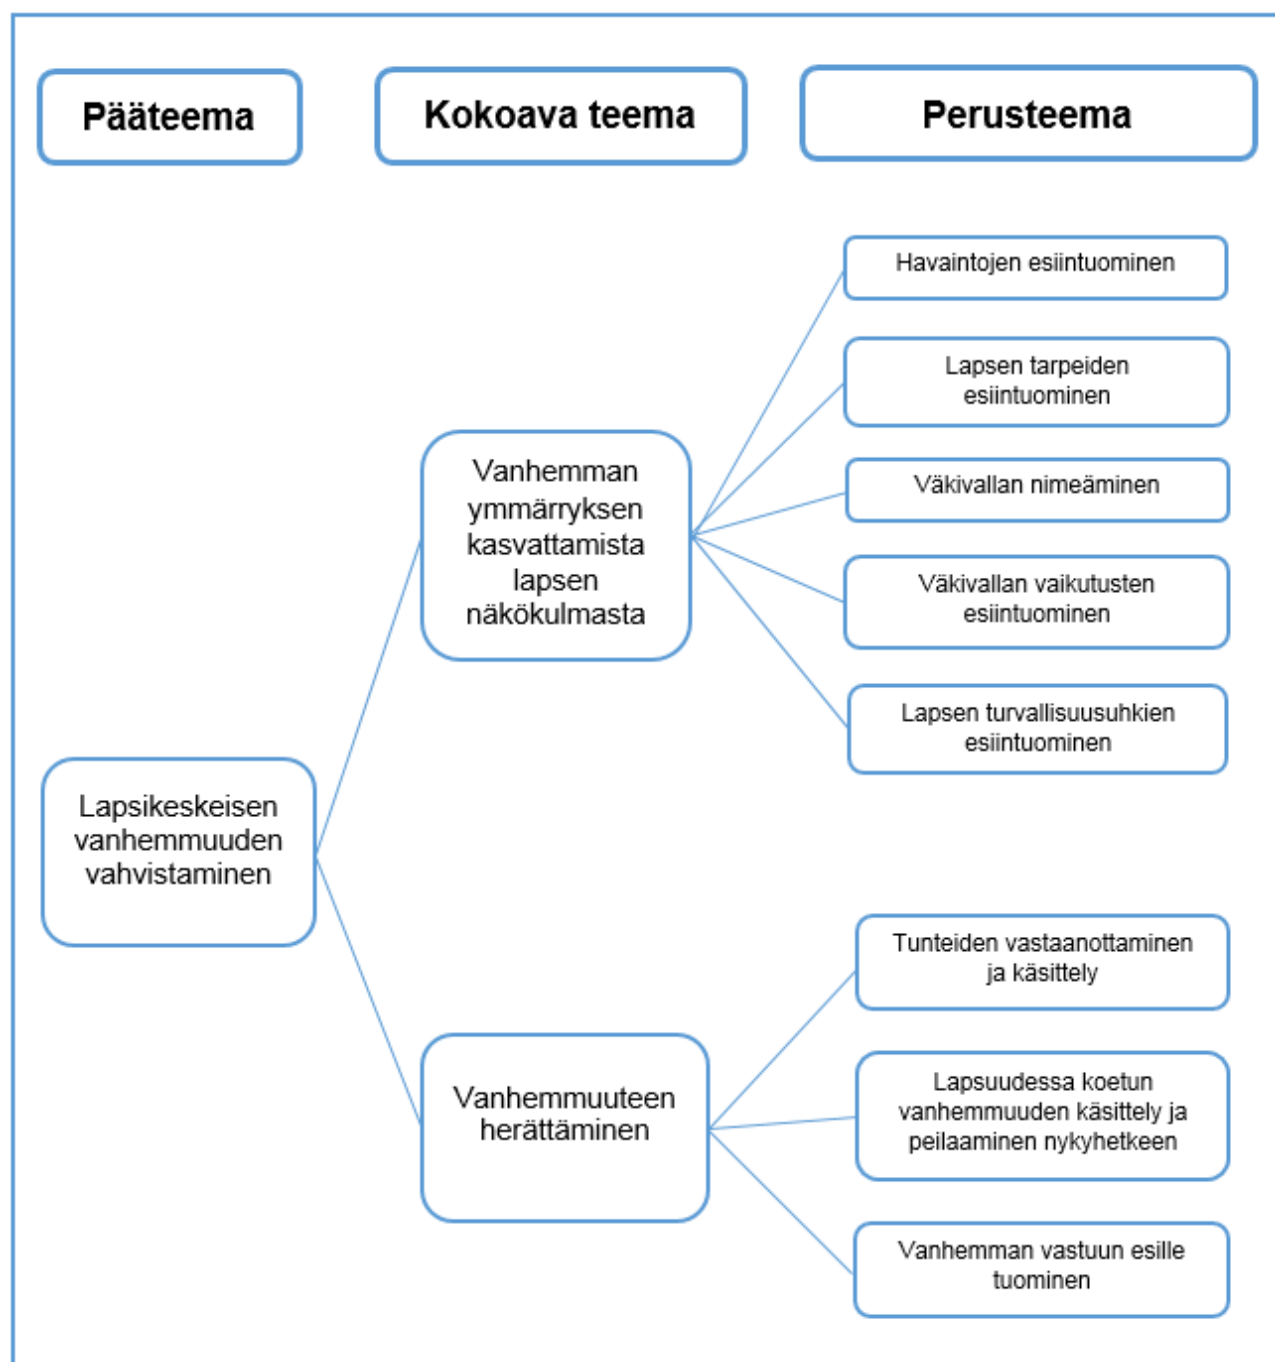 Pääteema
Kokoava teema
Perusteema
Havaintojen esiintuominen
Lapsen tarpeiden
esiintuominen
Väkivallan nimeäminen
Väkivallan vaikutusten
esiintuominen
Lapsen turvallisuusuhkien
esiintuominen
Vanhemman
ymmärryksen
kasvattamista
lapsen
näkökulmasta
Lapsikeskeisen
vanhemmuuden
vahvistaminen
Vanhemmuuteen
herättäminen
Tunteiden vastaanottaminen
ja käsittely
Lapsuudessa koetun
vanhemmuuden käsittely ja
peilaaminen nykyhetkeen
Vanhemman vastuun esille
tuominen